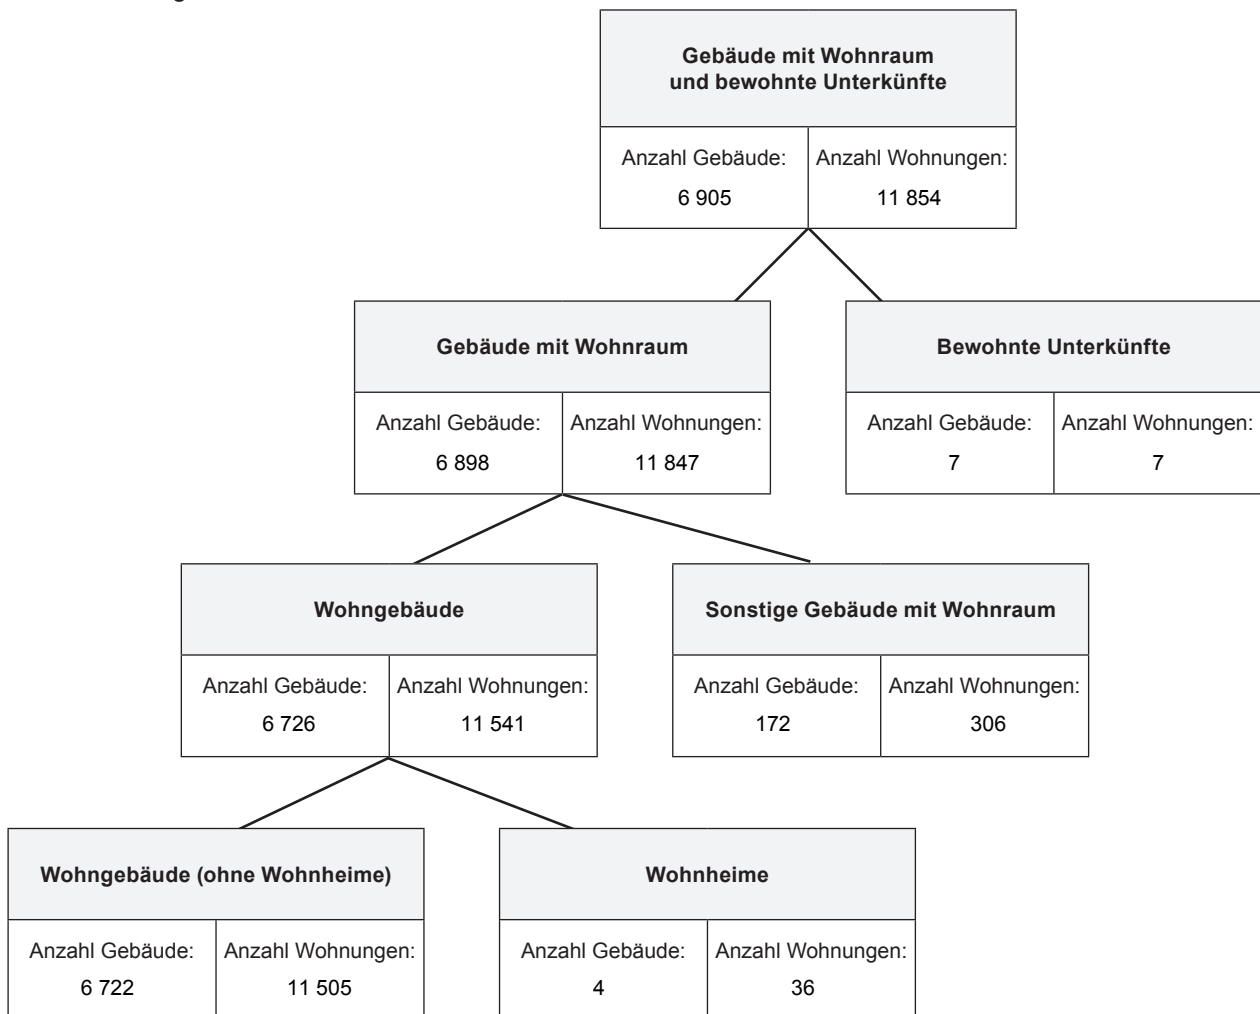 Gebäude mit Wohnraum
und bewohnte Unterkünfte
Anzahl Gebäude: Anzahl Wohnungen:
6 905 11 854
Gebäude mit Wohnraum
Anzahl Gebäude: Anzahl Wohnungen:
6 898 11 847
Bewohnte Unterkünfte
Anzahl Gebäude: Anzahl Wohnungen:
7 7
Wohngebäude
Anzahl Gebäude: Anzahl Wohnungen:
6 726 11 541
Sonstige Gebäude mit Wohnraum
Anzahl Gebäude: Anzahl Wohnungen:
172 306
Wohngebäude (ohne Wohnheime)
Anzahl Gebäude: Anzahl Wohnungen:
6 722 11 505
Wohnheime
Anzahl Gebäude: Anzahl Wohnungen:
4 36